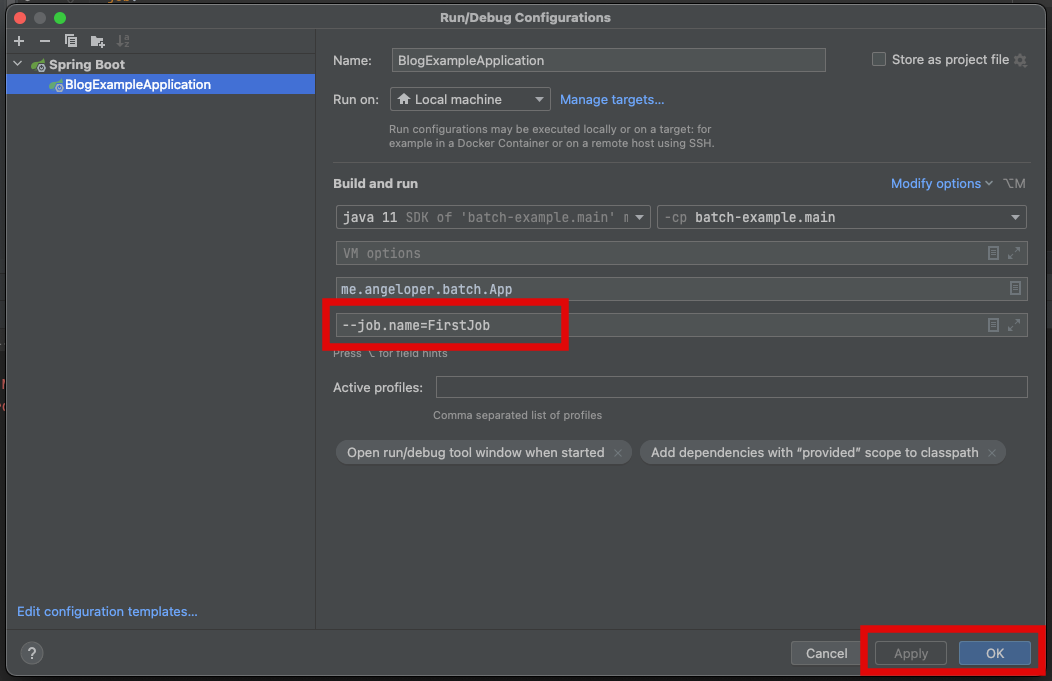 Run/Debug Configurations
Spring Boot
BlogExampleApplication
Name: BlogExampleApplication
Store as project file
Run on: Local machine Manage targets...
Run configurations may be executed locally or on a target: for
example in a Docker Container or on a remote host using SSH.
Build and run
Modify options ⌥M
java 11 SDK of 'batch-example.main' m
-cp batch-example.main
VM options
me.angeloper.batch.App
--job.name=FirstJob
Press ⌥ for field hints
Active profiles:
Comma separated list of profiles
Open run/debug tool window when started ×
Add dependencies with “provided” scope to classpath ×
Edit configuration templates...
?
Cancel
Apply
OK